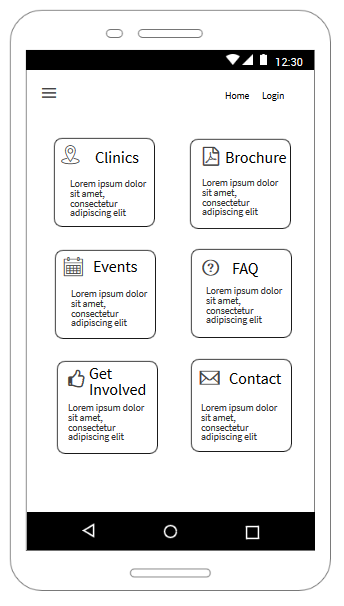 12:30
Home Login
Clinics
Lorem ipsum dolor
sit amet,
consectetur
adipiscing elit
Brochure
Lorem ipsum dolor
sit amet,
consectetur
adipiscing elit
Events
Lorem ipsum dolor
sit amet,
consectetur
adipiscing elit
FAQ
Lorem ipsum dolor
sit amet,
consectetur
adipiscing elit
Get
Involved
Lorem ipsum dolor
sit amet,
consectetur
adipiscing elit
Contact
Lorem ipsum dolor
sit amet,
consectetur
adipiscing elit